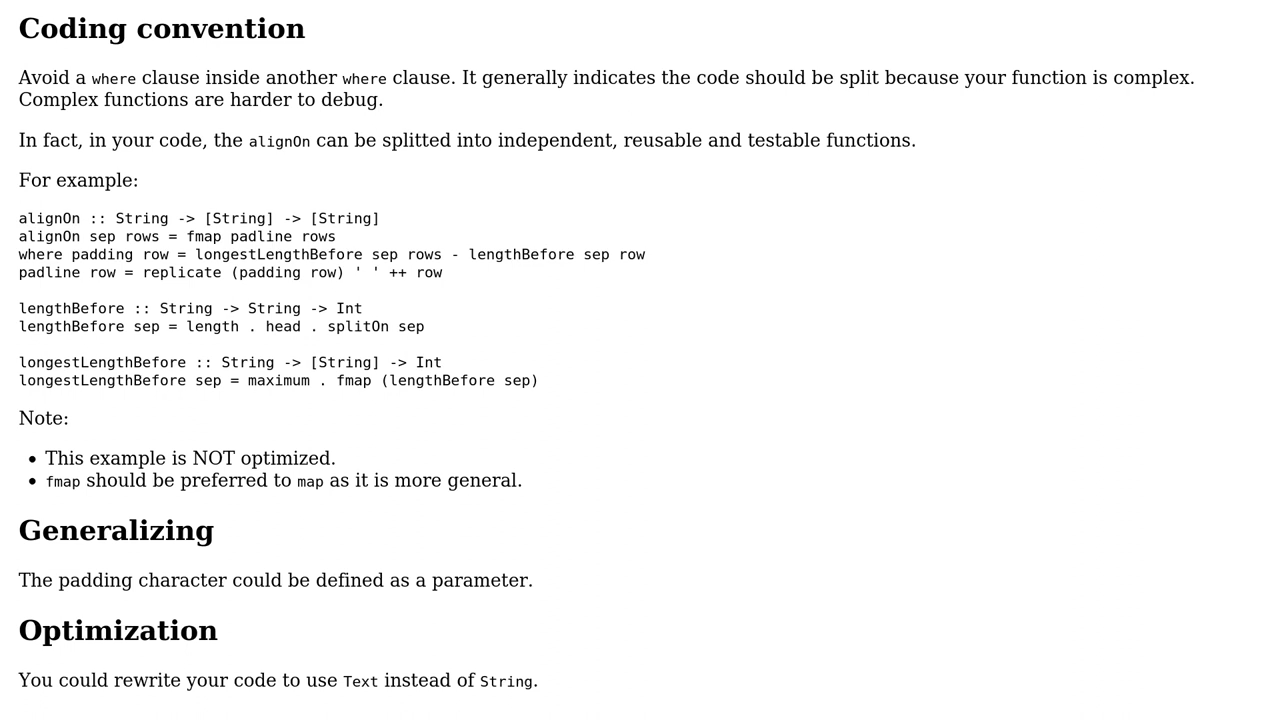 Coding convention
Avoid a where clause inside another where clause. It generally indicates the code should be split because your function is complex.
Complex functions are harder to debug.
In fact, in your code, the alignOn can be splitted into independent, reusable and testable functions.
For example:
alignOn :: String -> [String] -> [String]
alignOn sep rows = fmap padline rows
where padding row = longestLengthBefore sep rows - lengthBefore sep row
padline row = replicate (padding row) ' ' ++ row
lengthBefore :: String -> String -> Int
lengthBefore sep = length . head . splitOn sep
longestLengthBefore :: String -> [String] -> Int
longestLengthBefore sep = maximum . fmap (lengthBefore sep)
Note:
• This example is NOT optimized.
• fmap should be preferred to map as it is more general.
Generalizing
The padding character could be defined as a parameter.
Optimization
You could rewrite your code to use Text instead of String.